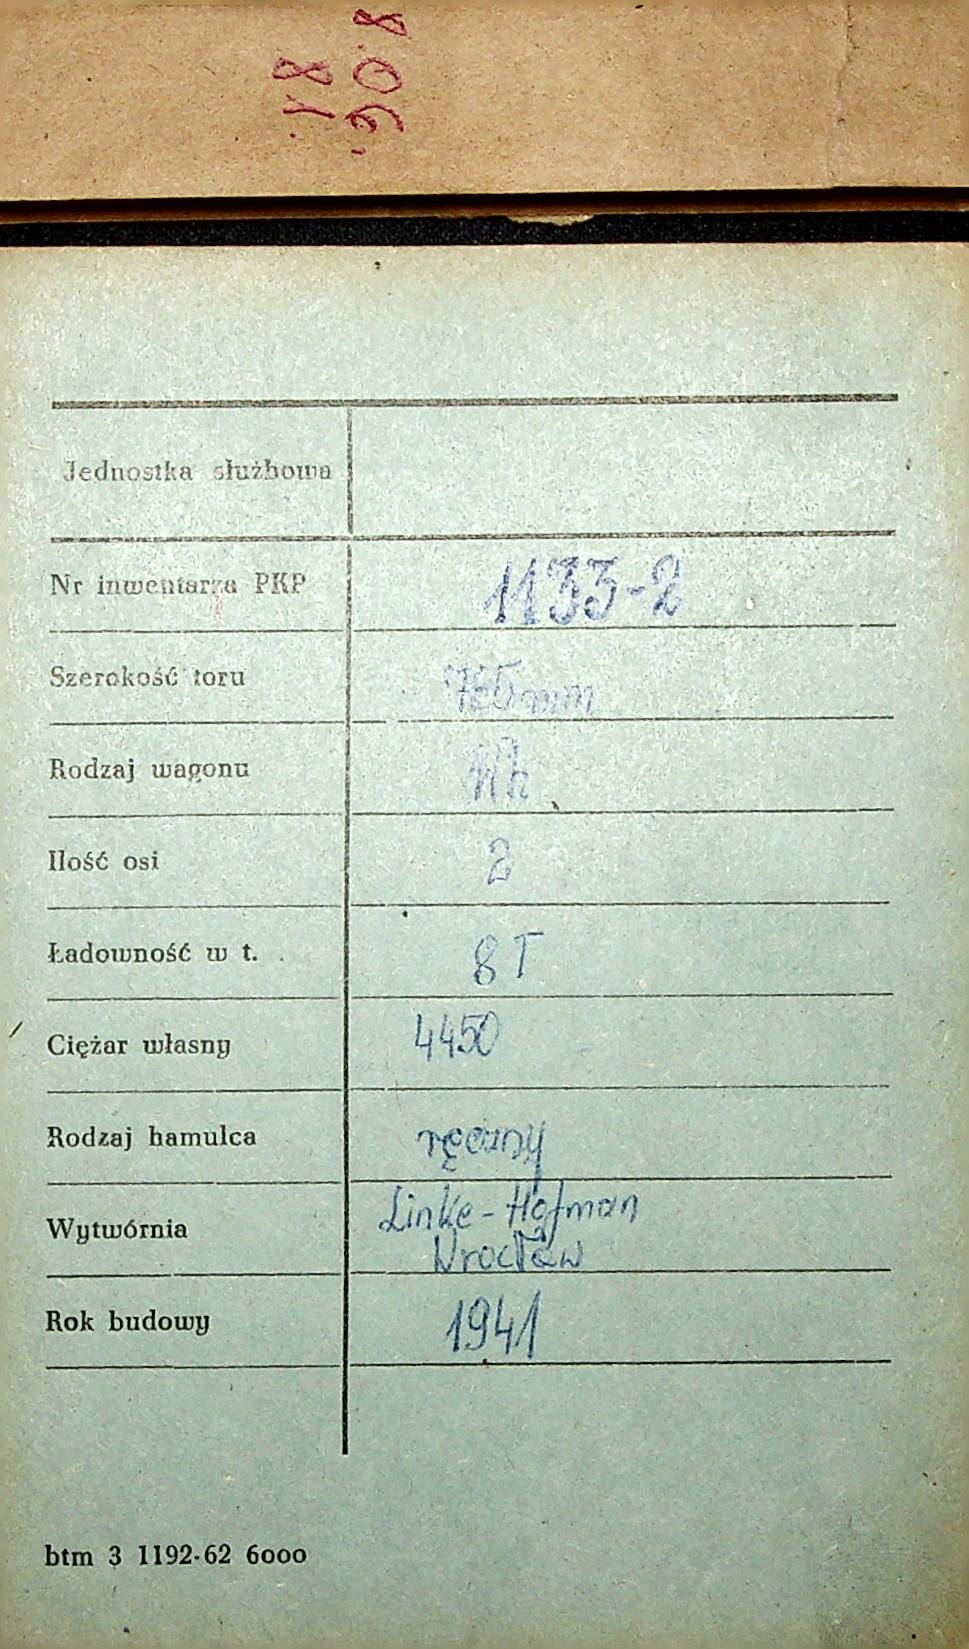 Jednostka służbowa
Nr inwentarza PKP 1133-2
Szerokość toru 765mm
Rodzaj wagonu Wh
Ilość osi 2
Ładowność w t. 8 T
Ciężar własny 4450
Rodzaj hamulca ręczny
Wytwórnia Linke-Hofman
Wrocław
Rok budowy 1941
btm 3 1192-62 6000